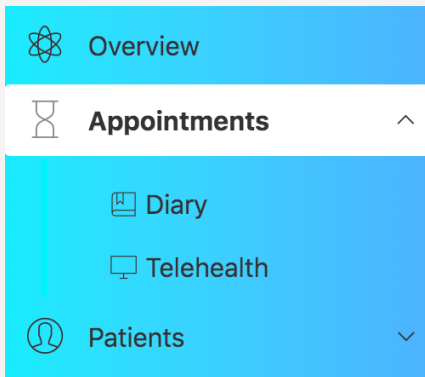 Overview
Appointments
Diary
Telehealth
Patients